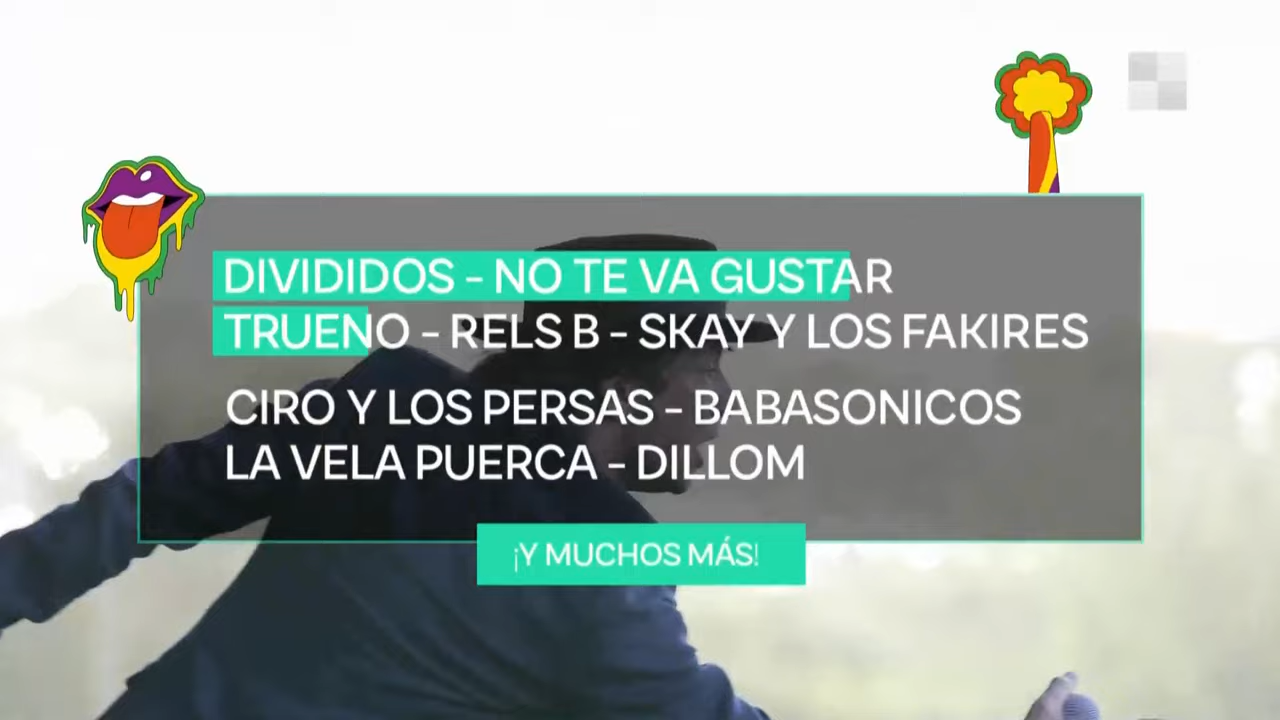 DIVIDIDOS - NO TE VA GUSTAR
TRUENO - RELS B - SKAY Y LOS FAKIRES
CIRO Y LOS PERSAS - BABASONICOS
LA VELA PUERCA - DILLOM
¡Y MUCHOS MÁS!